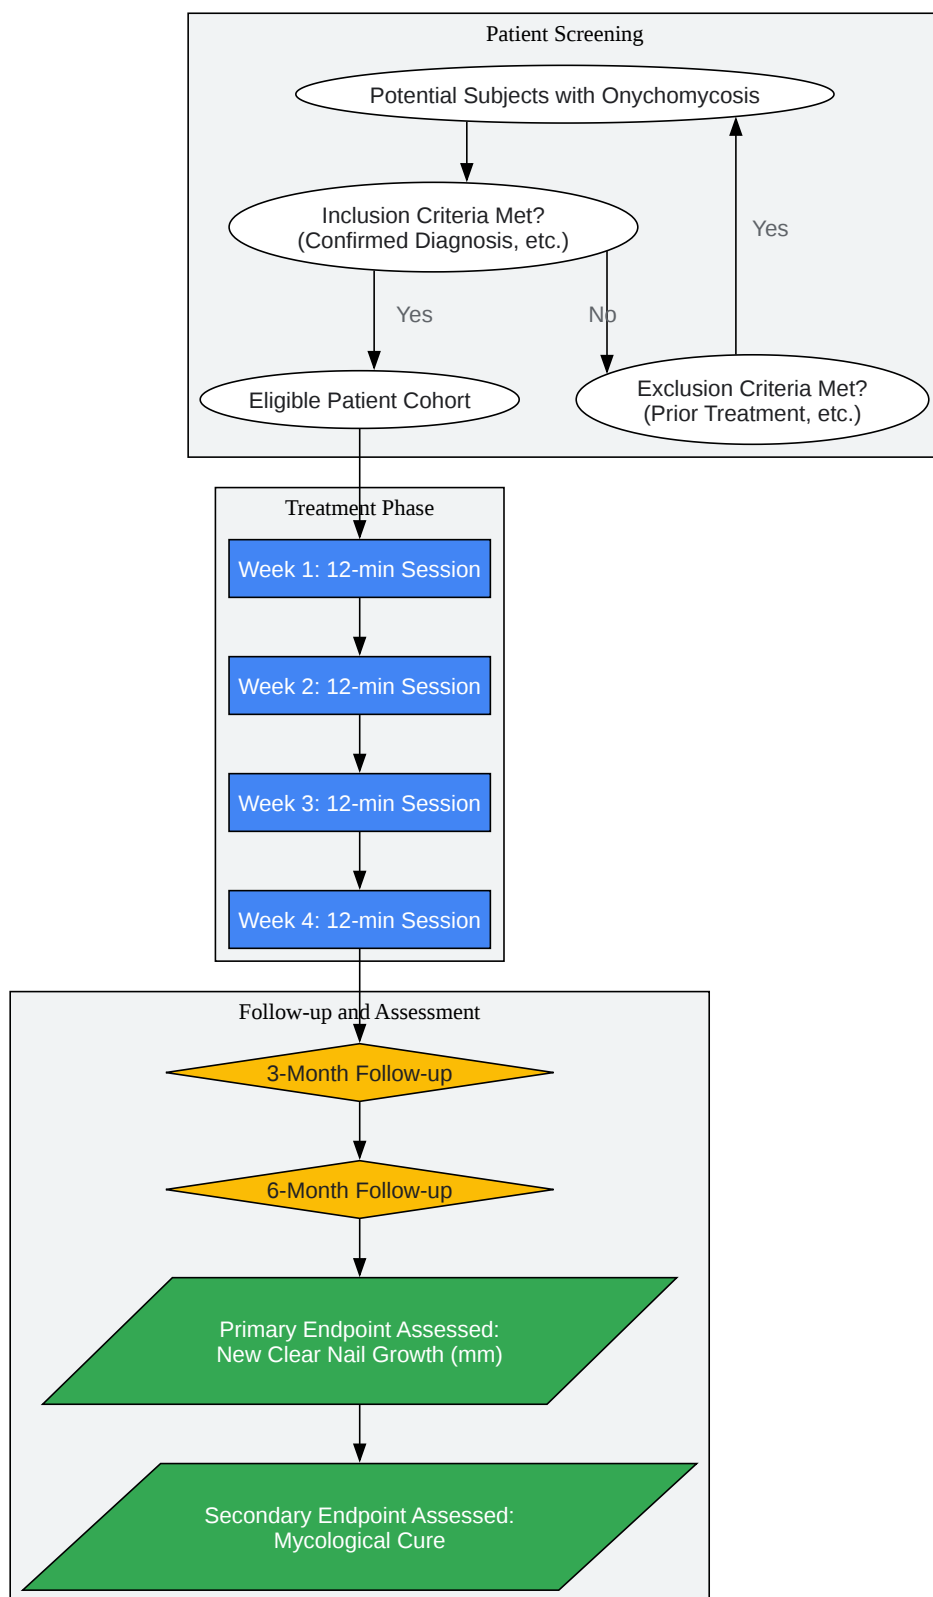 Patient Screening
Potential Subjects with Onychomycosis
Inclusion Criteria Met?
(Confirmed Diagnosis, etc.)
Yes
Yes
No
Eligible Patient Cohort
Exclusion Criteria Met?
(Prior Treatment, etc.)
Treatment Phase
Week 1: 12-min Session
Week 2: 12-min Session
Week 3: 12-min Session
Week 4: 12-min Session
Follow-up and Assessment
3-Month Follow-up
6-Month Follow-up
Primary Endpoint Assessed:
New Clear Nail Growth (mm)
Secondary Endpoint Assessed:
Mycological Cure